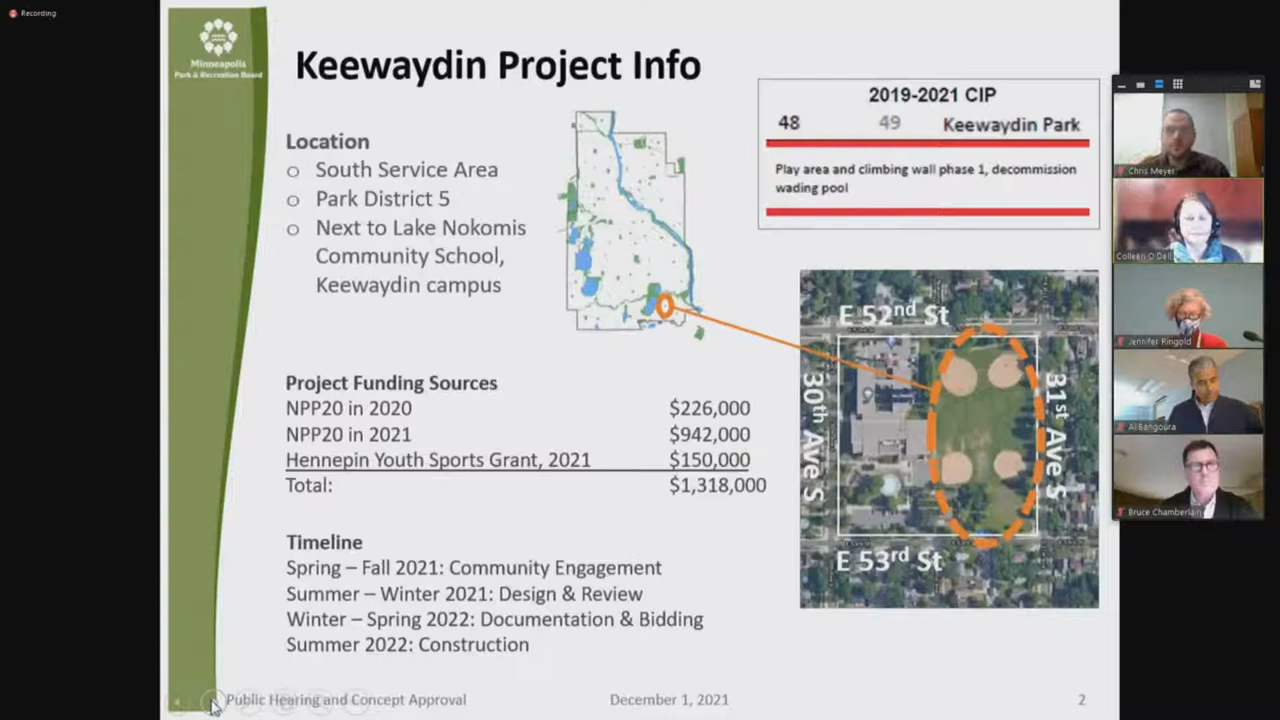 Recording
Minneapolis
Park & Recreation Board
Keewaydin Project Info
Location
o South Service Area
o Park District 5
o Next to Lake Nokomis
Community School,
Keewaydin campus
2019-2021 CIP
48 49 Keewaydin Park
Play area and climbing wall phase 1, decommission
wading pool
Project Funding Sources
NPP20 in 2020 $226,000
NPP20 in 2021 $942,000
Hennepin Youth Sports Grant, 2021 $150,000
Total: $1,318,000
Timeline
Spring – Fall 2021: Community Engagement
Summer – Winter 2021: Design & Review
Winter – Spring 2022: Documentation & Bidding
Summer 2022: Construction
E 52nd St
30th Ave S
31st Ave S
E 53rd St
Public Hearing and Concept Approval December 1, 2021 2
Chris Meyer
Colleen O'Dell
Jennifer Ringold
Al Bangoura
Bruce Chamberlain